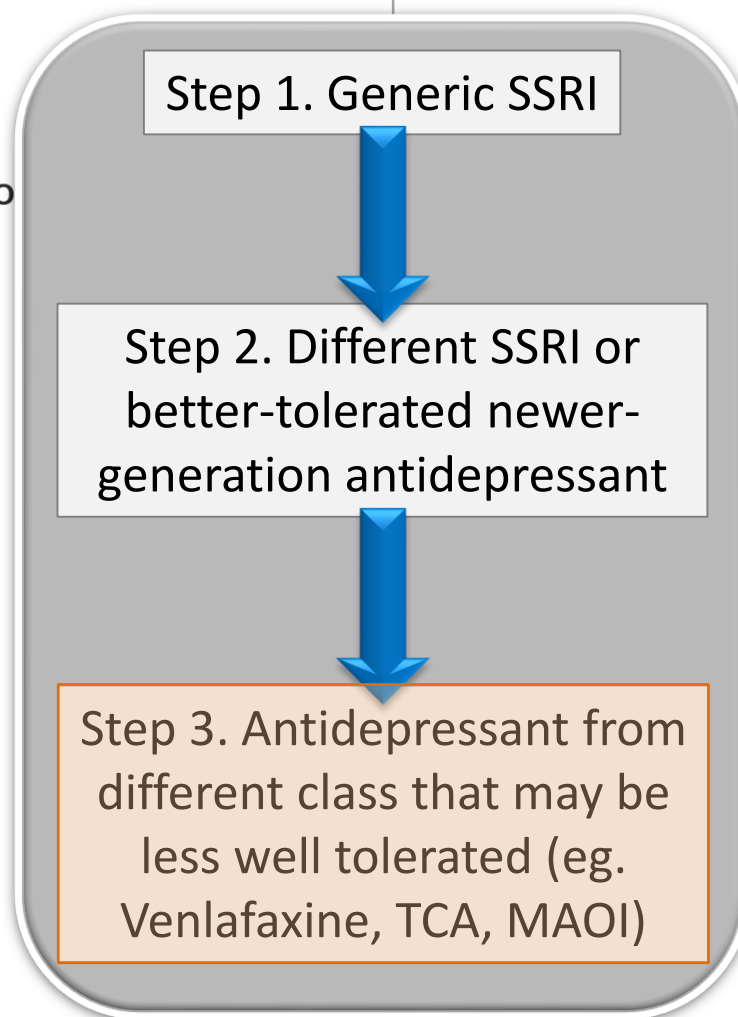 Step 1. Generic SSRI
o
Step 2. Different SSRI or
better-tolerated newer-
generation antidepressant
Step 3. Antidepressant from
different class that may be
less well tolerated (eg.
Venlafaxine, TCA, MAOI)